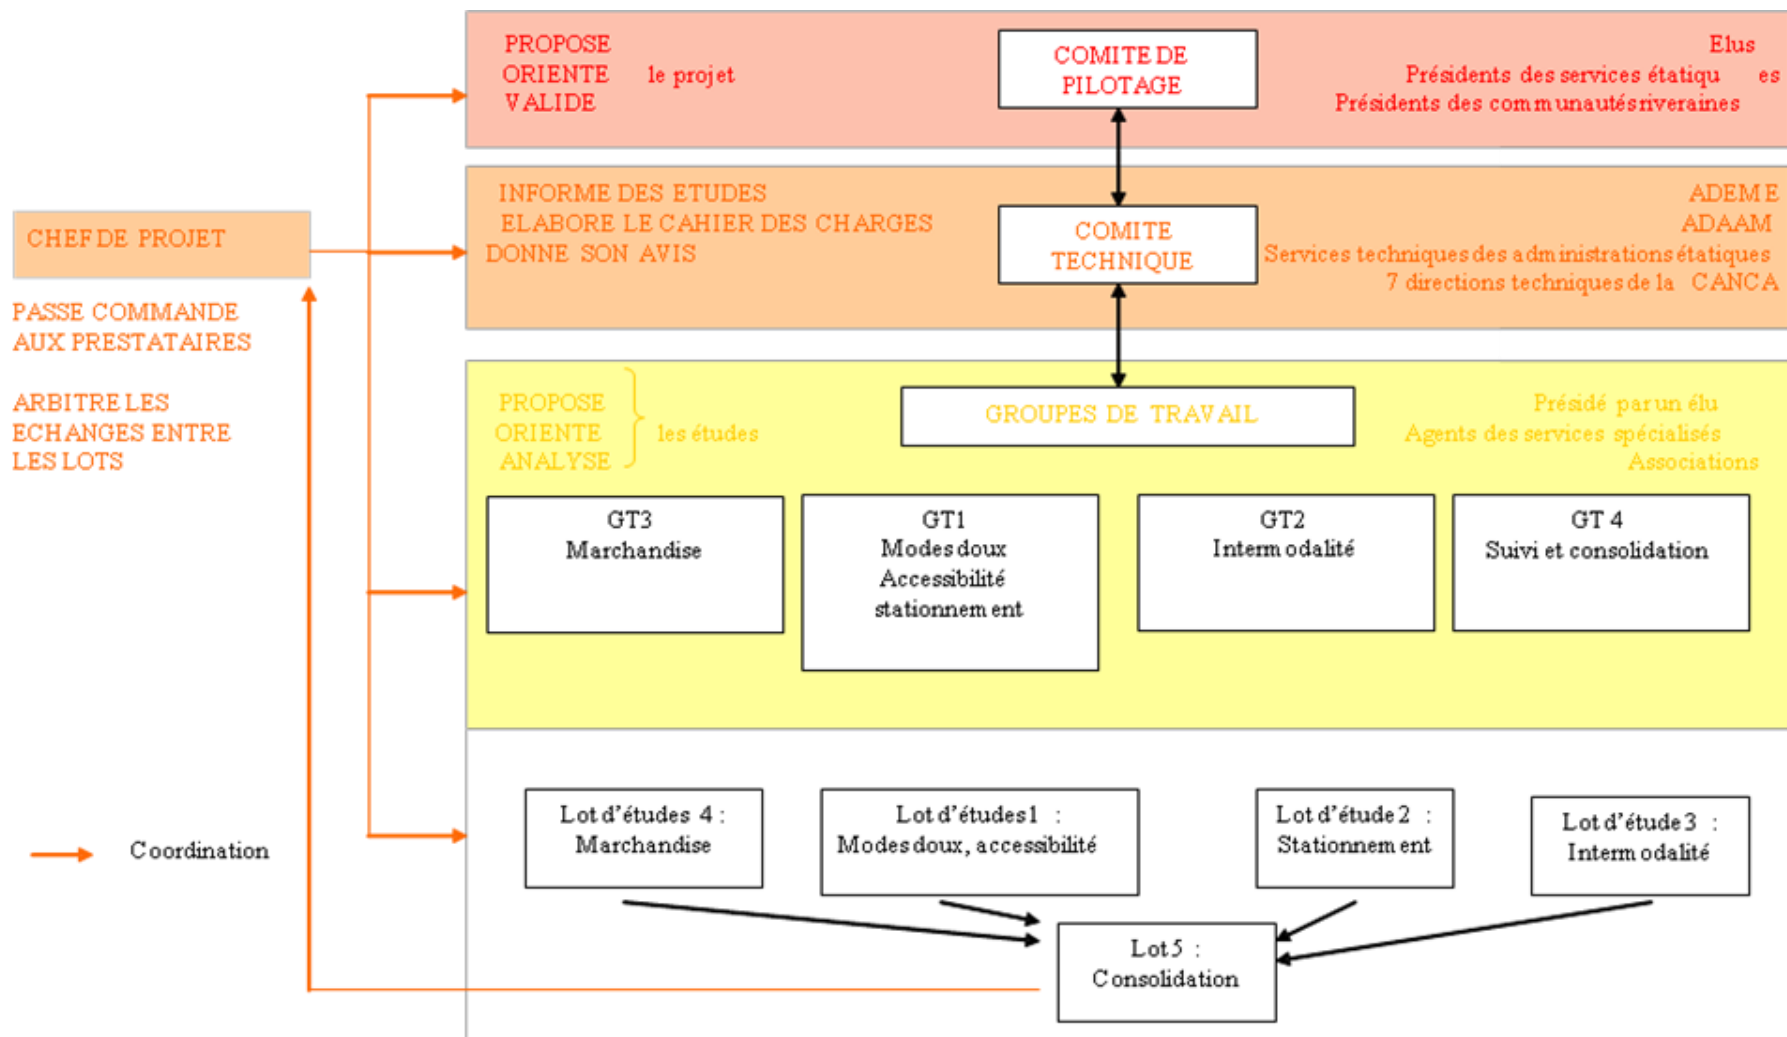 PROPOSE
ORIENTE le projet
VALIDE
COMITE DE
PILOTAGE
Elus
Présidents des services étatiqu es
Présidents des communautés riveraines
CHEF DE PROJET
PASSE COMMANDE
AUX PRESTATAIRES
ARBITRE LES
ECHANGES ENTRE
LES LOTS
INFORME DES ETUDES
ELABORE LE CAHIER DES CHARGES
DONNE SON AVIS
COMITE
TECHNIQUE
ADEME
ADAAM
Services techniques des administrations étatiques
7 directions techniques de la CANCA
PROPOSE
ORIENTE les études
ANALYSE
GROUPES DE TRAVAIL
Présidé par un élu
Agents des services spécialisés
Associations
GT3
Marchandise
GT1
Modes doux
Accessibilité
stationnement
GT2
Intermodalité
GT 4
Suivi et consolidation
Lot d'études 4 :
Marchandise
Lot d'études1 :
Modes doux, accessibilité
Lot d'étude 2 :
Stationnement
Lot d'étude 3 :
Intermodalité
Coordination
Lot 5 :
Consolidation